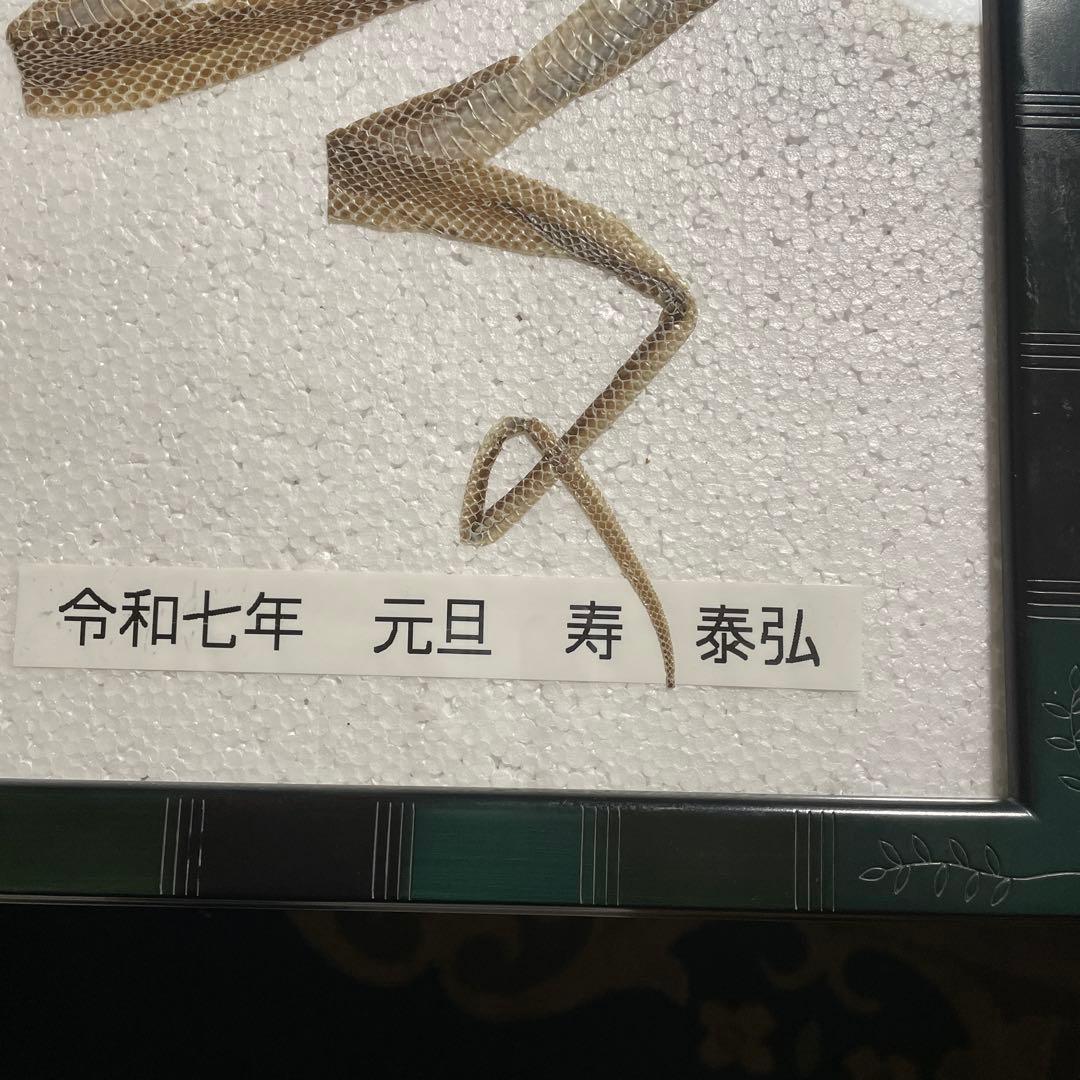 令和七年　元旦　寿　泰弘